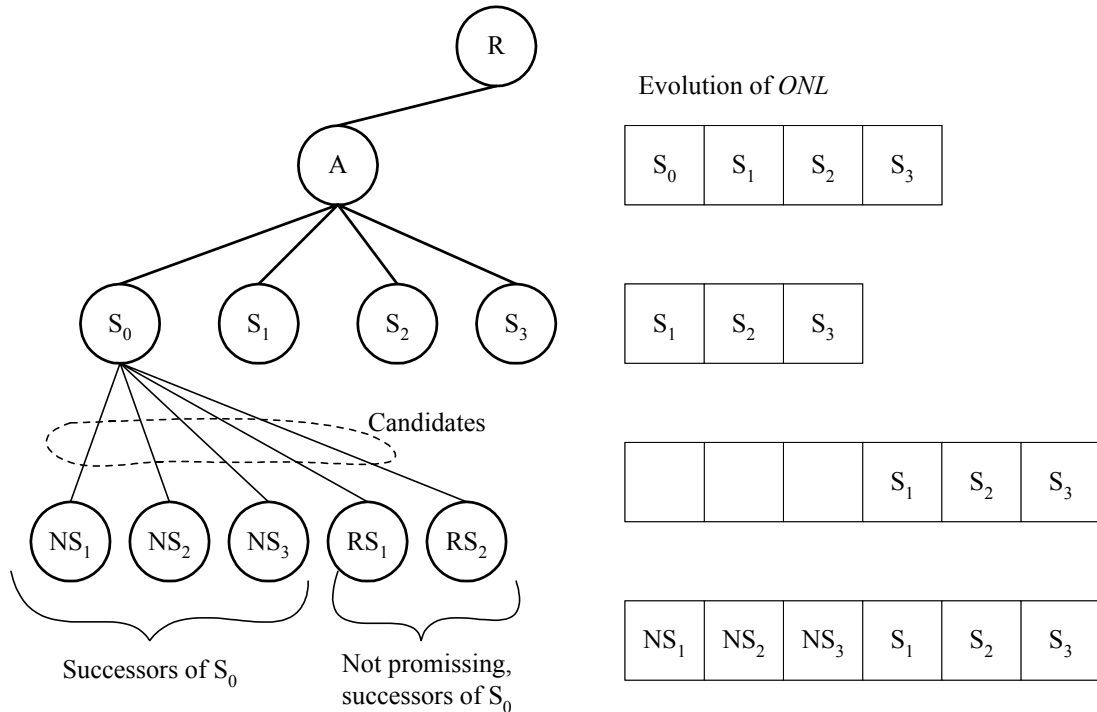 R
Evolution of ONL
A
S0 S1 S2 S3
S0 S1 S2 S3
S1 S2 S3
Candidates
S1 S2 S3
NS1 NS2 NS3 RS1 RS2
NS1 NS2 NS3 S1 S2 S3
Successors of S0
Not promissing,
successors of S0